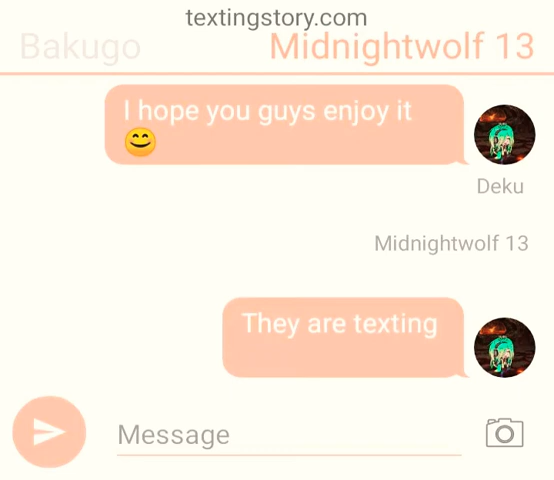 textingstory.com
Bakugo Midnightwolf 13
I hope you guys enjoy it
😊
Deku
Midnightwolf 13
They are texting
Message